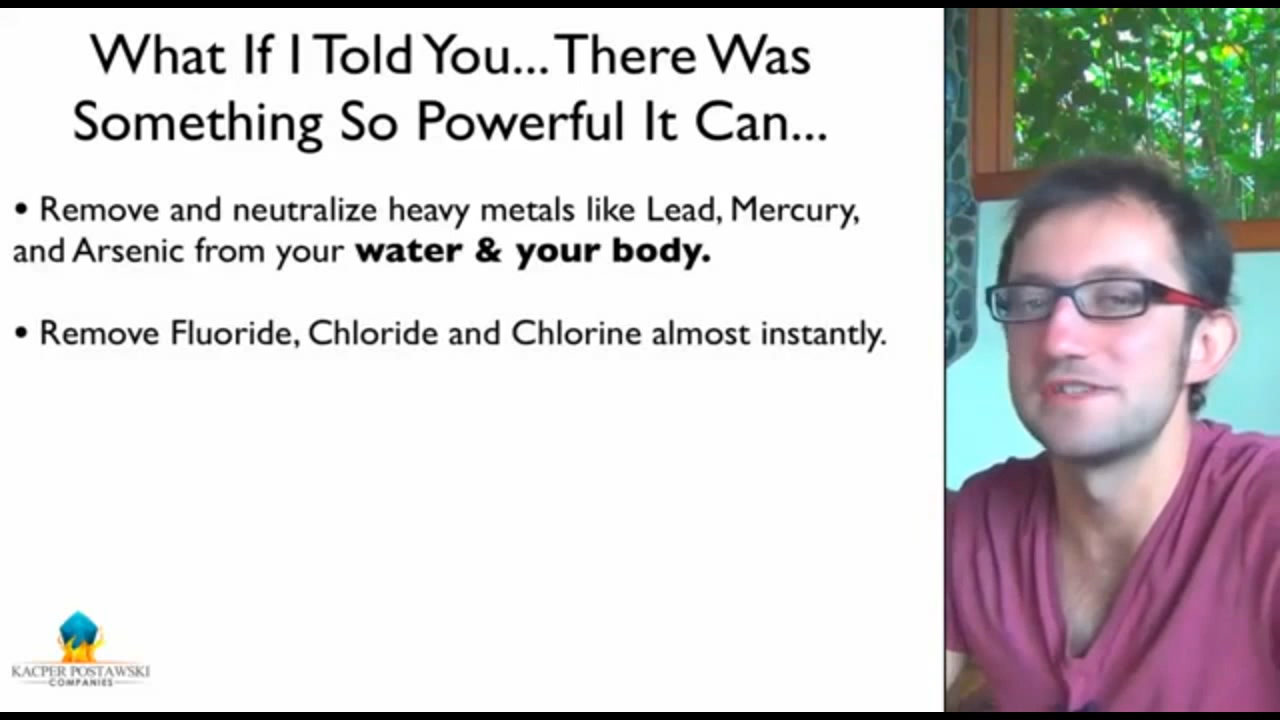 What If I Told You... There Was
Something So Powerful It Can...
• Remove and neutralize heavy metals like Lead, Mercury,
and Arsenic from your water & your body.
• Remove Fluoride, Chloride and Chlorine almost instantly.
KACPER POSTAWSKI
COMPANIES